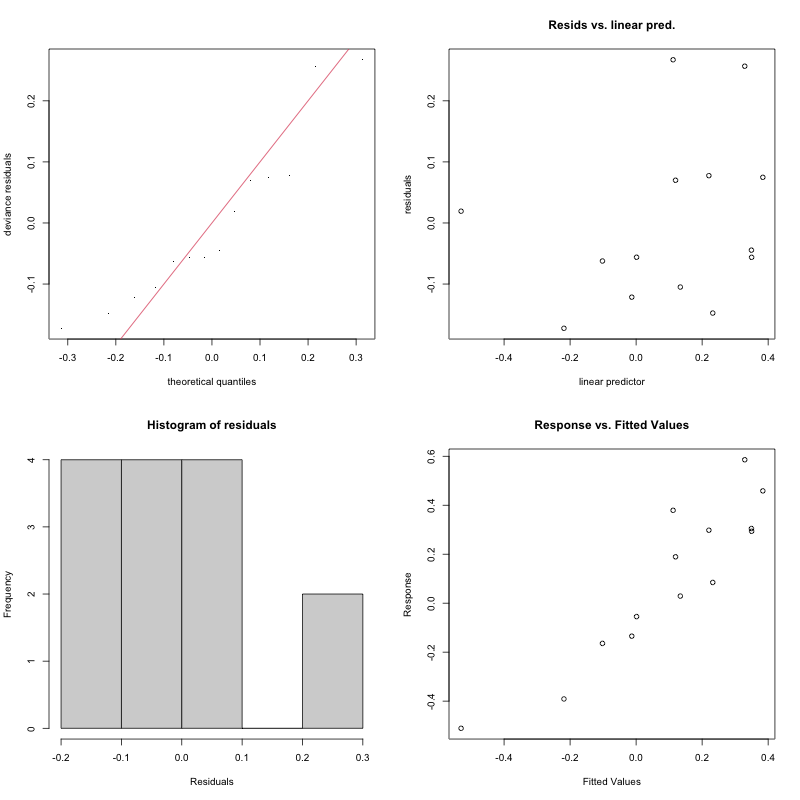 Resids vs. linear pred.
deviance residuals
-0.1 0.0 0.1 0.2
-0.3 -0.2 -0.1 0.0 0.1 0.2 0.3
theoretical quantiles
residuals
-0.1 0.0 0.1 0.2
-0.4 -0.2 0.0 0.2 0.4
linear predictor
Histogram of residuals
Frequency
0 1 2 3 4
-0.2 -0.1 0.0 0.1 0.2 0.3
Residuals
Response vs. Fitted Values
Response
-0.4 -0.2 0.0 0.2 0.4 0.6
-0.4 -0.2 0.0 0.2 0.4
Fitted Values